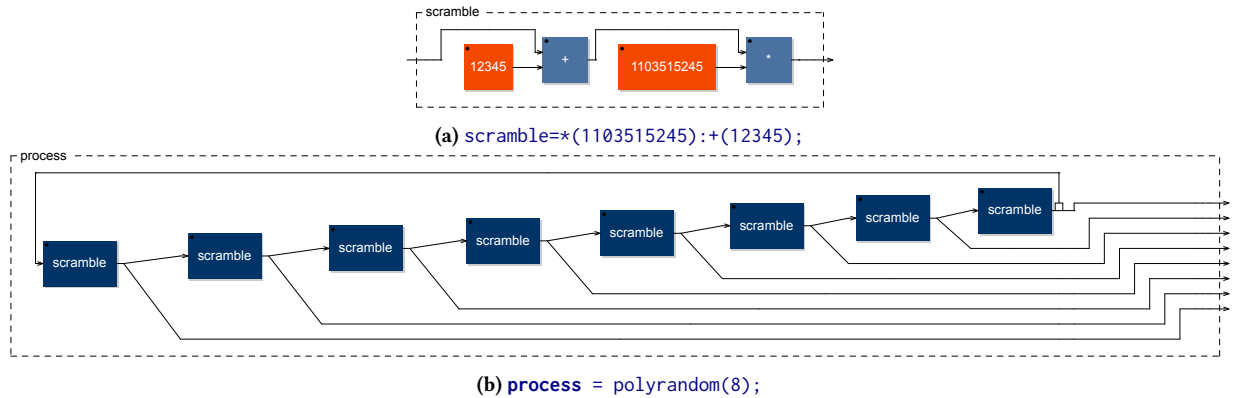 scramble
12345
+
1103515245
*
(a) scramble=*(1103515245):+(12345);
process
scramble
scramble
scramble
scramble
scramble
scramble
scramble
scramble
(b) process = polyrandom(8);